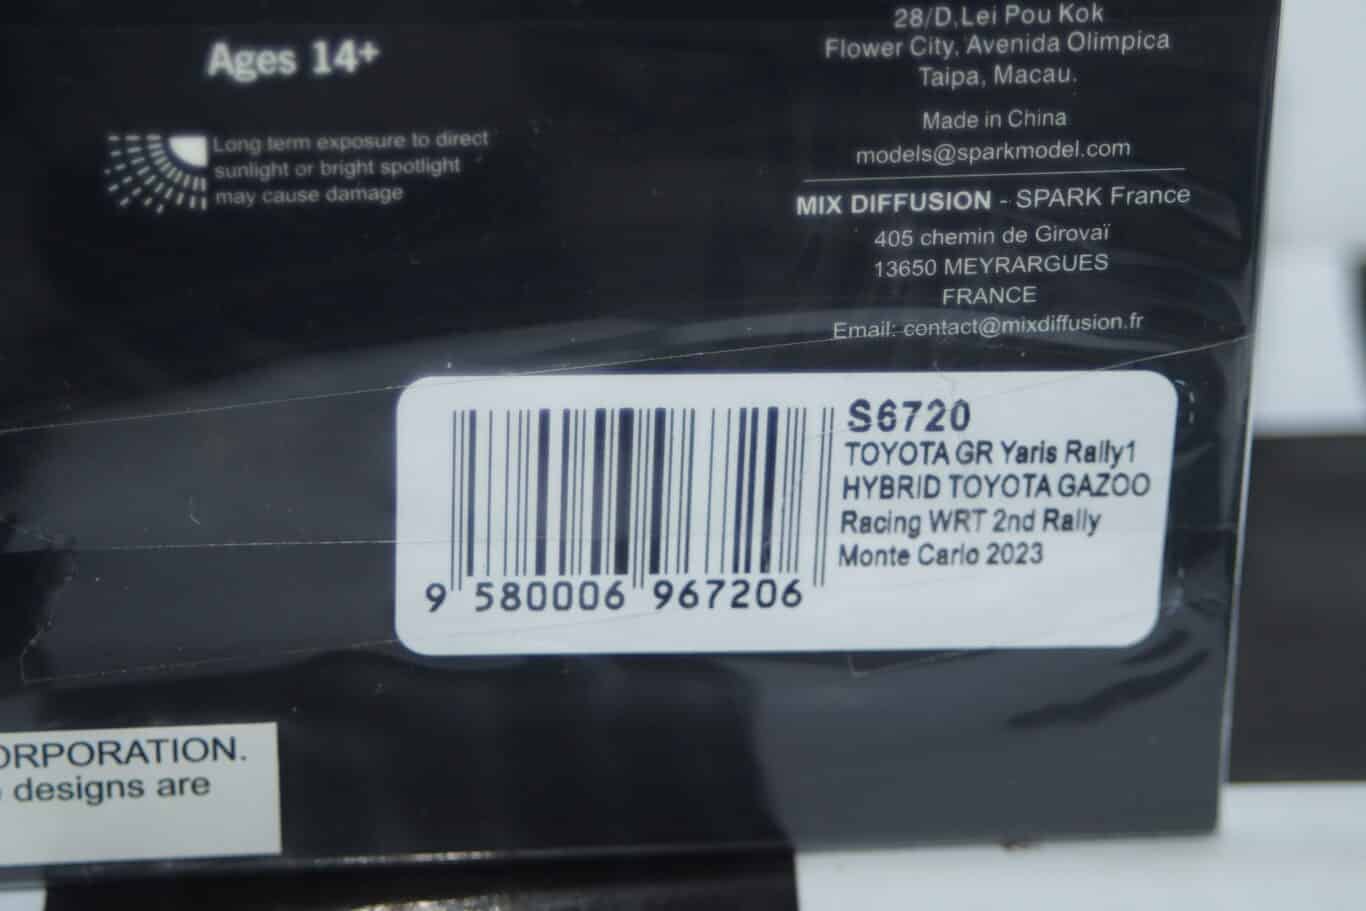 Ages 14+
Long term exposure to direct
sunlight or bright spotlight
may cause damage
28/D,Lei Pou Kok
Flower City, Avenida Olimpica
Taipa, Macau.
Made in China
models@sparkmodel.com
MIX DIFFUSION - SPARK France
405 chemin de Girovaï
13650 MEYRARGUES
FRANCE
Email: contact@mixdiffusion.fr
S6720
TOYOTA GR Yaris Rally1
HYBRID TOYOTA GAZOO
Racing WRT 2nd Rally
Monte Carlo 2023
9 580006 967206
ORPORATION.
designs are